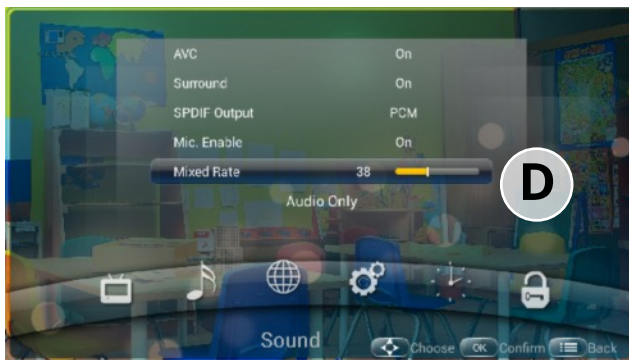 AVC On
Surround On
SPDIF Output PCM
Mic. Enable On
Mixed Rate 38
D
Audio Only
Sound
Choose OK Confirm Back